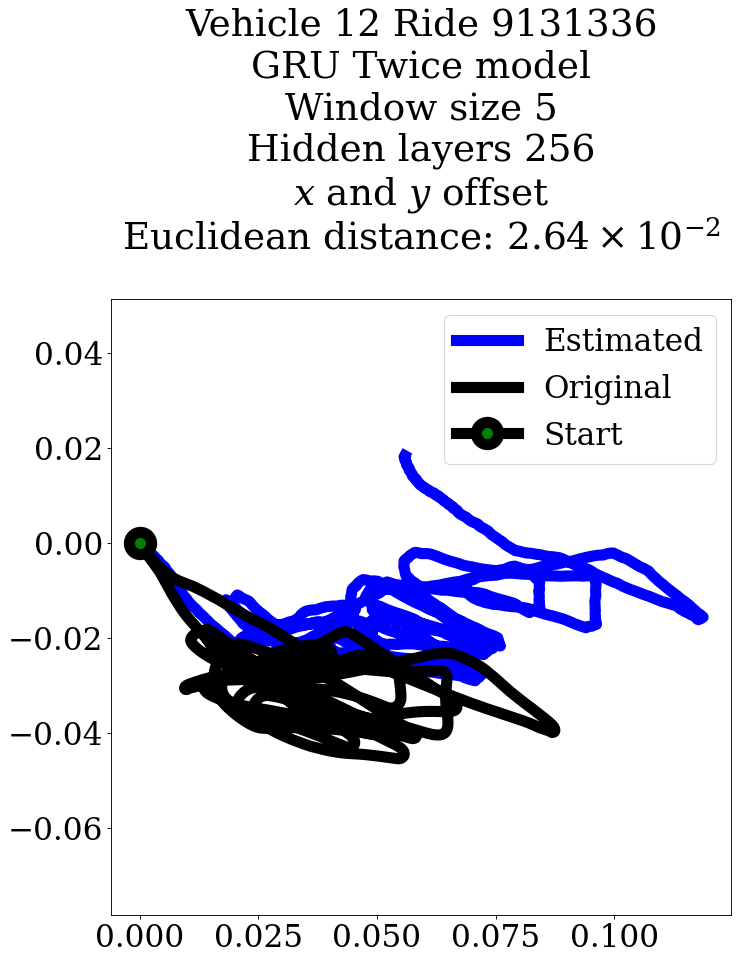 Vehicle 12 Ride 9131336
GRU Twice model
Window size 5
Hidden layers 256
x and y offset
Euclidean distance: 2.64 × 10⁻²
Estimated
Original
Start
0.04
0.02
0.00
−0.02
−0.04
−0.06
0.000 0.025 0.050 0.075 0.100